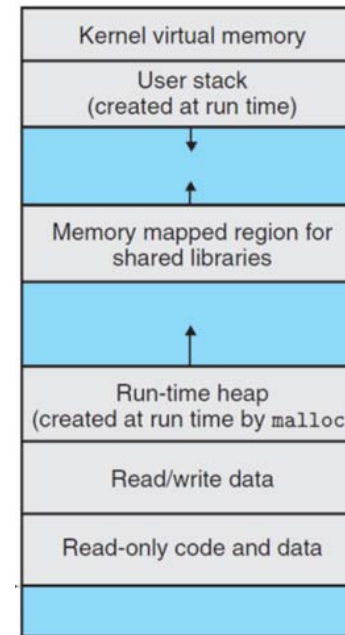 Kernel virtual memory
User stack
(created at run time)
Memory mapped region for
shared libraries
Run-time heap
(created at run time by malloc
Read/write data
Read-only code and data